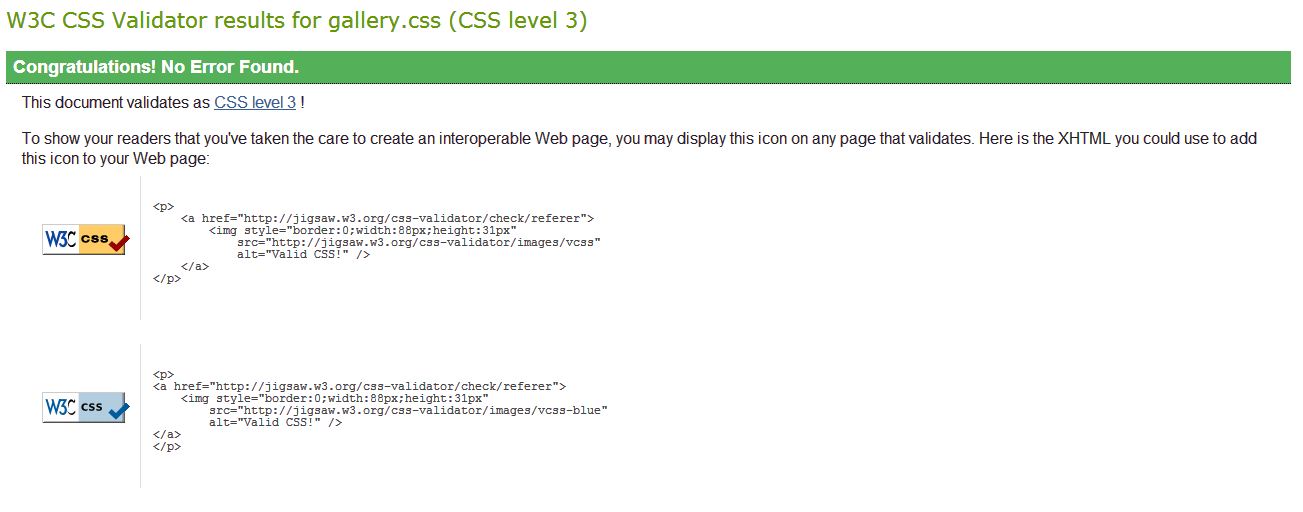 W3C CSS Validator results for gallery.css (CSS level 3)
Congratulations! No Error Found.
This document validates as CSS level 3 !
To show your readers that you've taken the care to create an interoperable Web page, you may display this icon on any page that validates. Here is the XHTML you could use to add
this icon to your Web page:
W3C css
<p>
    <a href="http://jigsaw.w3.org/css-validator/check/referer">
        <img style="border:0;width:88px;height:31px"
            src="http://jigsaw.w3.org/css-validator/images/vcss"
            alt="Valid CSS!" />
    </a>
</p>
W3C css
<p>
<a href="http://jigsaw.w3.org/css-validator/check/referer">
    <img style="border:0;width:88px;height:31px"
        src="http://jigsaw.w3.org/css-validator/images/vcss-blue"
        alt="Valid CSS!" />
</a>
</p>